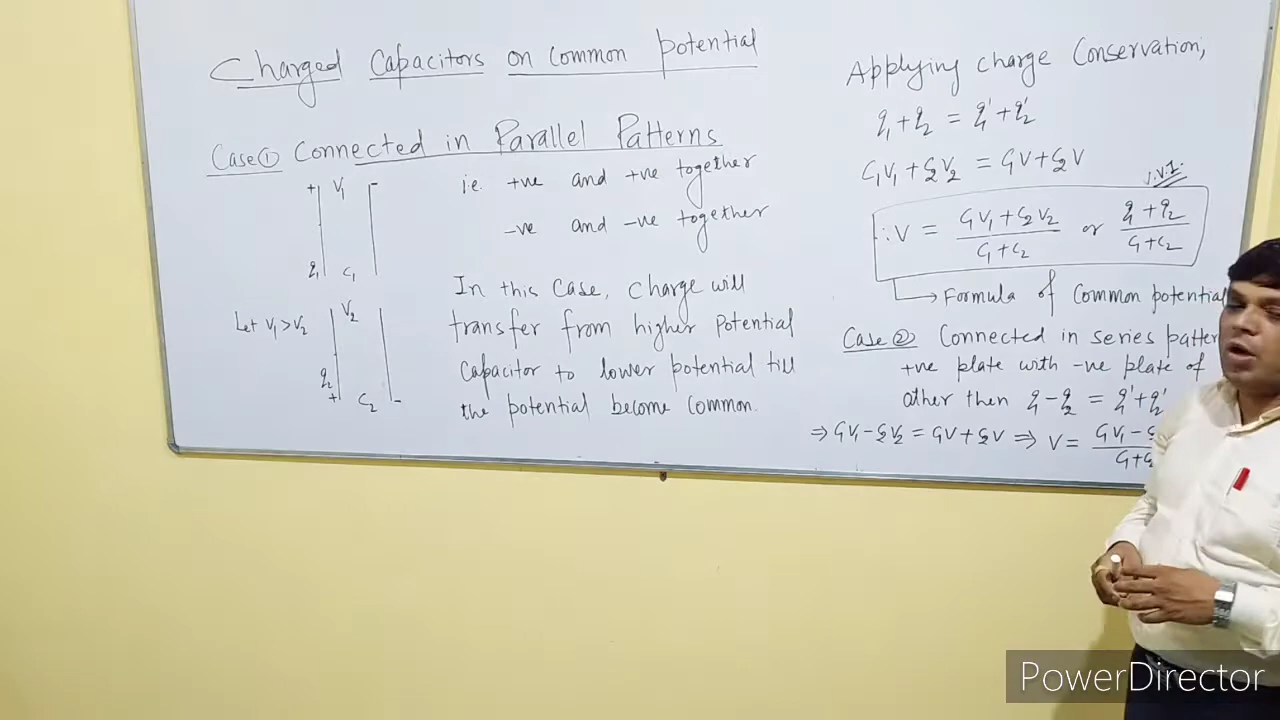 Charged Capacitors on Common Potential
Case① Connected in Parallel Patterns
i.e. +ve and +ve together
-ve and -ve together
+ V₁ -
q₁ C₁
Let V₁ > V₂
V₂
q₂
+ C₂ -
In this Case, Charge will
transfer from higher Potential
Capacitor to lower potential till
the potential become Common.
Applying Charge Conservation,
q₁ + q₂ = q₁' + q₂'
C₁V₁ + C₂V₂ = C₁V + C₂V
V.V.I.
∴ V = (C₁V₁ + C₂V₂)/(C₁ + C₂) or (q₁ + q₂)/(C₁ + C₂)
→ Formula of Common potential
Case② Connected in series
+ve plate with -ve plate of
other then q₁ - q₂ = q₁' + q₂'
⇒ C₁V₁ - C₂V₂ = C₁V + C₂V ⇒ V = C₁V₁ -
PowerDirector